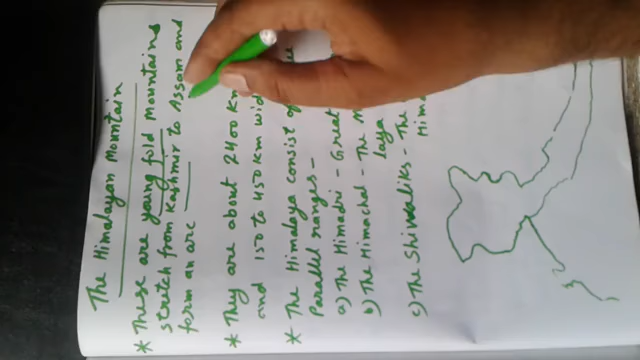 The Himalayan Mountain
* These are young fold mountains
stretch from Kashmir to Assam and
form an arc
* They are about 2400 K
and 150 to 450 Km wid
* The Himalaya consist of
Parallel ranges -
a) The Himadri - Great
b) The Himachal - The M
laya
c) The Shivaliks - The
Him